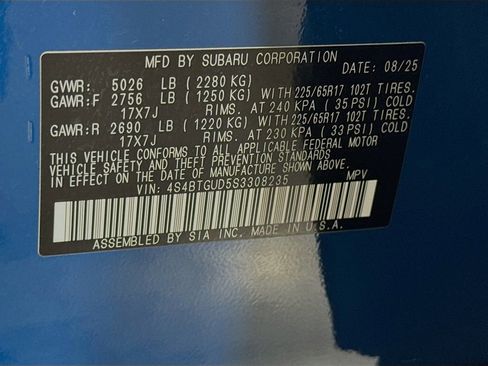 MFD BY SUBARU CORPORATION DATE: 08/25
GVWR: 5026 LB ( 2280 KG)
GAWR:F 2756 LB ( 1250 KG) WITH 225/65R17 102T TIRES.
17X7J RIMS. AT 240 KPA ( 35 PSI) COLD
GAWR:R 2690 LB ( 1220 KG) WITH 225/65R17 102T TIRES.
17X7J RIMS. AT 230 KPA ( 33 PSI) COLD
THIS VEHICLE CONFORMS TO ALL APPLICABLE FEDERAL MOTOR
VEHICLE SAFETY AND THEFT PREVENTION STANDARDS IN
EFFECT ON THE DATE OF MANUFACTURE SHOWN ABOVE.
VIN: 4S4BTGUD5S3308235 MPV
ASSEMBLED BY SIA INC. MADE IN U.S.A.